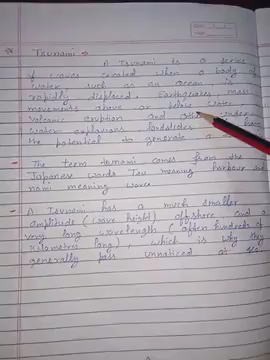 Tsunami →
A Tsunami is a series
of waves created when a body of
water such as an ocean is
rapidly displaced. Earthquakes mass
movements above or below water
volcanic eruption and other under
water explosions landslides
the potential to generate a
- The term tsunami comes from the
Japanese words Tsu meaning harbour and
nami meaning wave
- A Tsunami has a much smaller
amplitude (wave height) offshore and a
very long wavelength (often hundreds of
kilometres long), which is why they
generally pass unnoticed at sea